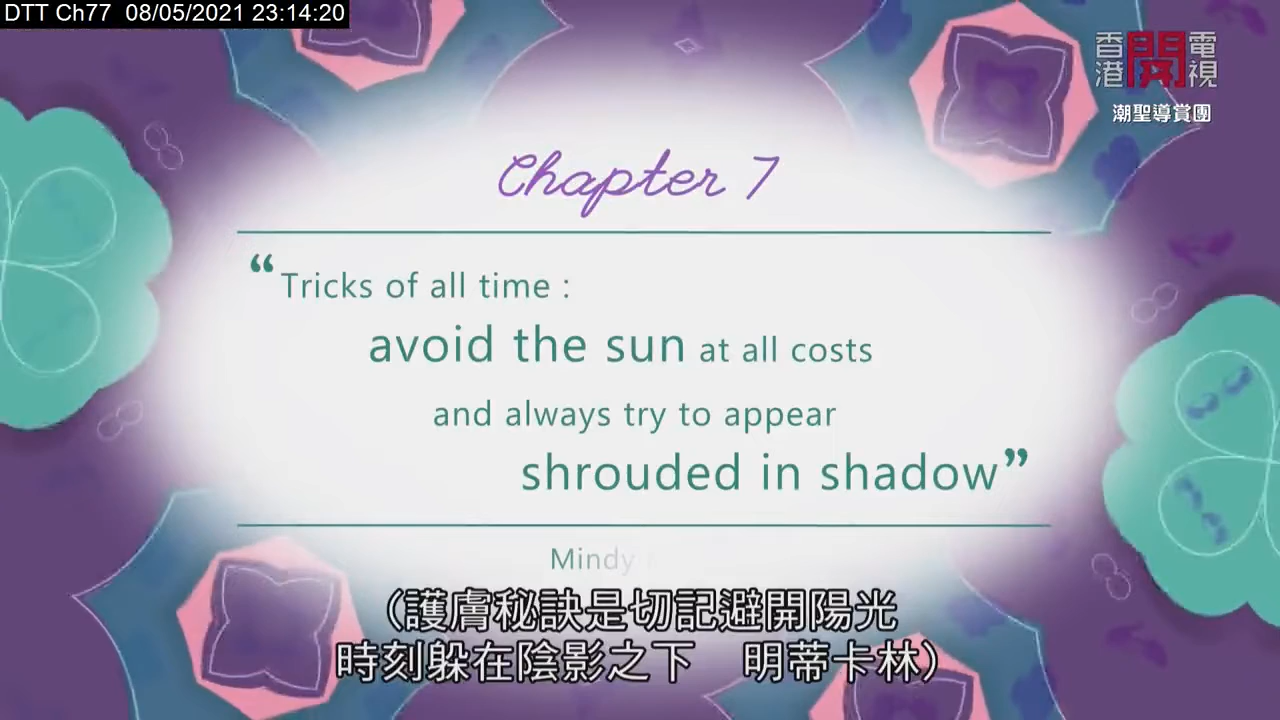 DTT Ch77 08/05/2021 23:14:20
香港開電視
潮聖導賞團
Chapter 7
“Tricks of all time :
avoid the sun at all costs
and always try to appear
shrouded in shadow”
Mindy
（護膚秘訣是切記避開陽光
時刻躲在陰影之下　明蒂卡林）